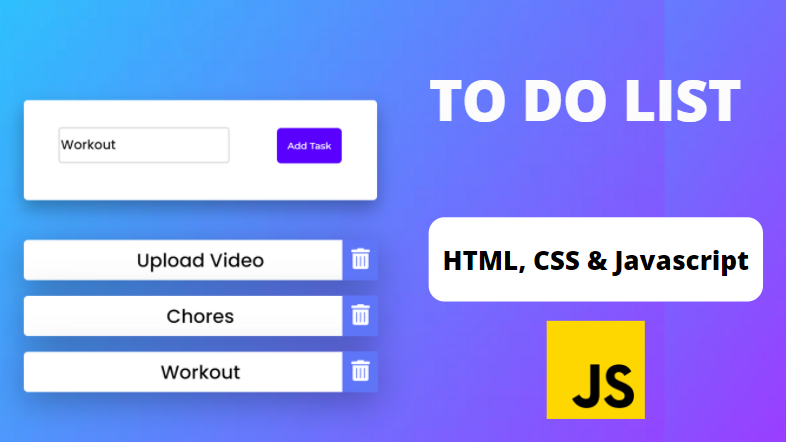 TO DO LIST
Workout
Add Task
HTML, CSS & Javascript
Upload Video
Chores
Workout
JS